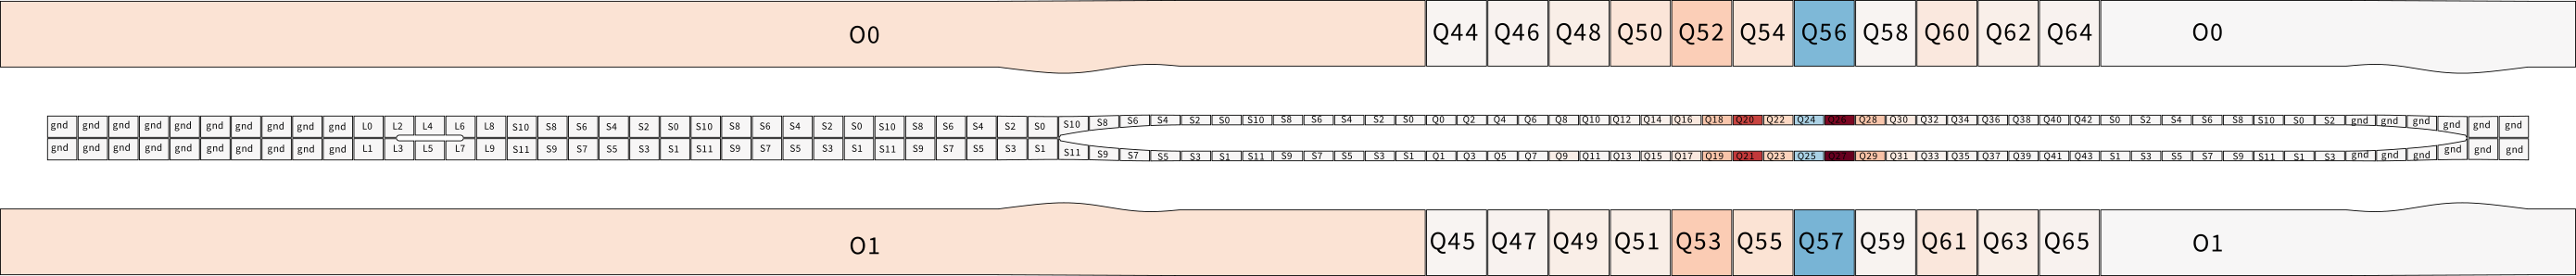 O0 Q44 Q46 Q48 Q50 Q52 Q54 Q56 Q58 Q60 Q62 Q64 O0
gnd gnd gnd gnd gnd gnd gnd gnd gnd gnd L0 L2 L4 L6 L8 S10 S8 S6 S4 S2 S0 S10 S8 S6 S4 S2 S0 S10 S8 S6 S4 S2 S0 S10 S8 S6 S4 S2 S0 S10 S8 S6 S4 S2 S0 Q0 Q2 Q4 Q6 Q8 Q10 Q12 Q14 Q16 Q18 Q20 Q22 Q24 Q26 Q28 Q30 Q32 Q34 Q36 Q38 Q40 Q42 S0 S2 S4 S6 S8 S10 S0 S2 gnd gnd gnd gnd gnd gnd
gnd gnd gnd gnd gnd gnd gnd gnd gnd gnd L1 L3 L5 L7 L9 S11 S9 S7 S5 S3 S1 S11 S9 S7 S5 S3 S1 S11 S9 S7 S5 S3 S1 S11 S9 S7 S5 S3 S1 S11 S9 S7 S5 S3 S1 Q1 Q3 Q5 Q7 Q9 Q11 Q13 Q15 Q17 Q19 Q21 Q23 Q25 Q27 Q29 Q31 Q33 Q35 Q37 Q39 Q41 Q43 S1 S3 S5 S7 S9 S11 S1 S3 gnd gnd gnd gnd gnd gnd
O1 Q45 Q47 Q49 Q51 Q53 Q55 Q57 Q59 Q61 Q63 Q65 O1